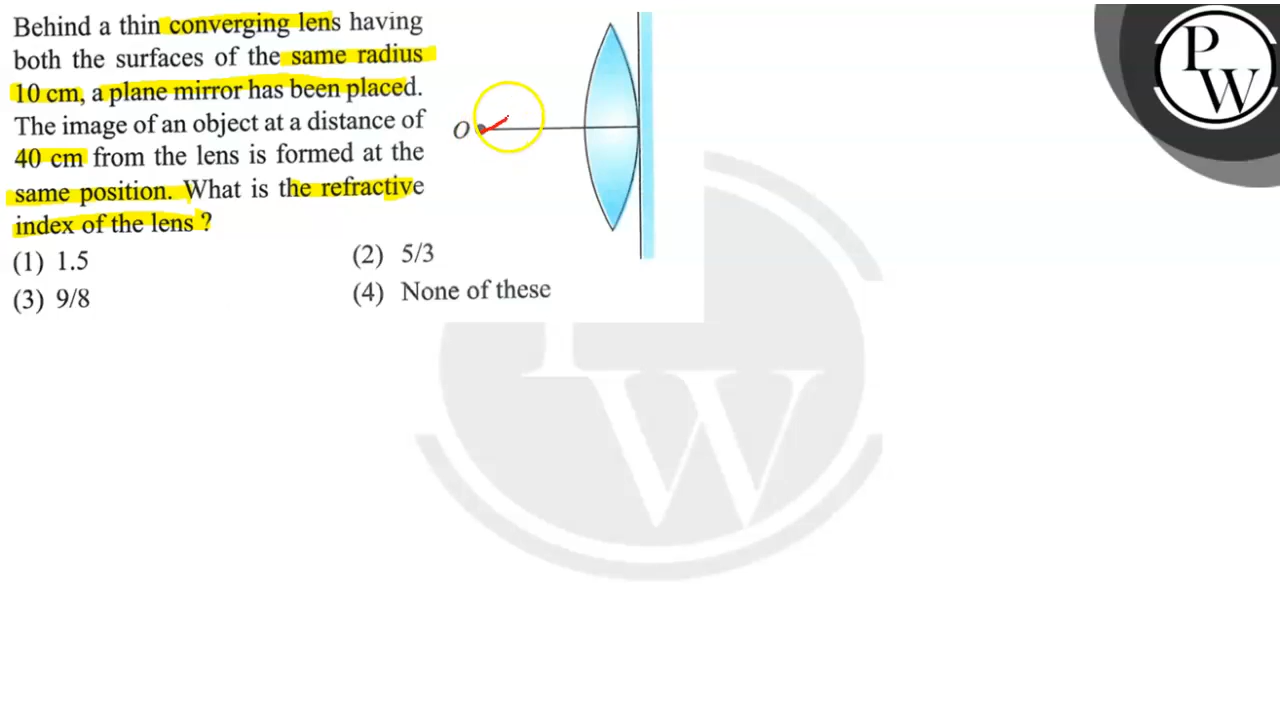 Behind a thin converging lens having
both the surfaces of the same radius
10 cm, a plane mirror has been placed.
The image of an object at a distance of
40 cm from the lens is formed at the
same position. What is the refractive
index of the lens ?
(1) 1.5
(2) 5/3
(3) 9/8
(4) None of these
O
P
W
W